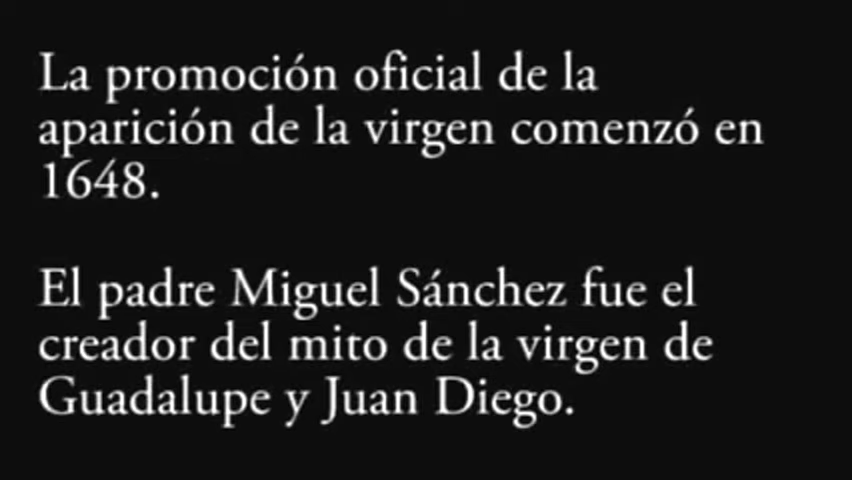 La promoción oficial de la
aparición de la virgen comenzó en
1648.
El padre Miguel Sánchez fue el
creador del mito de la virgen de
Guadalupe y Juan Diego.